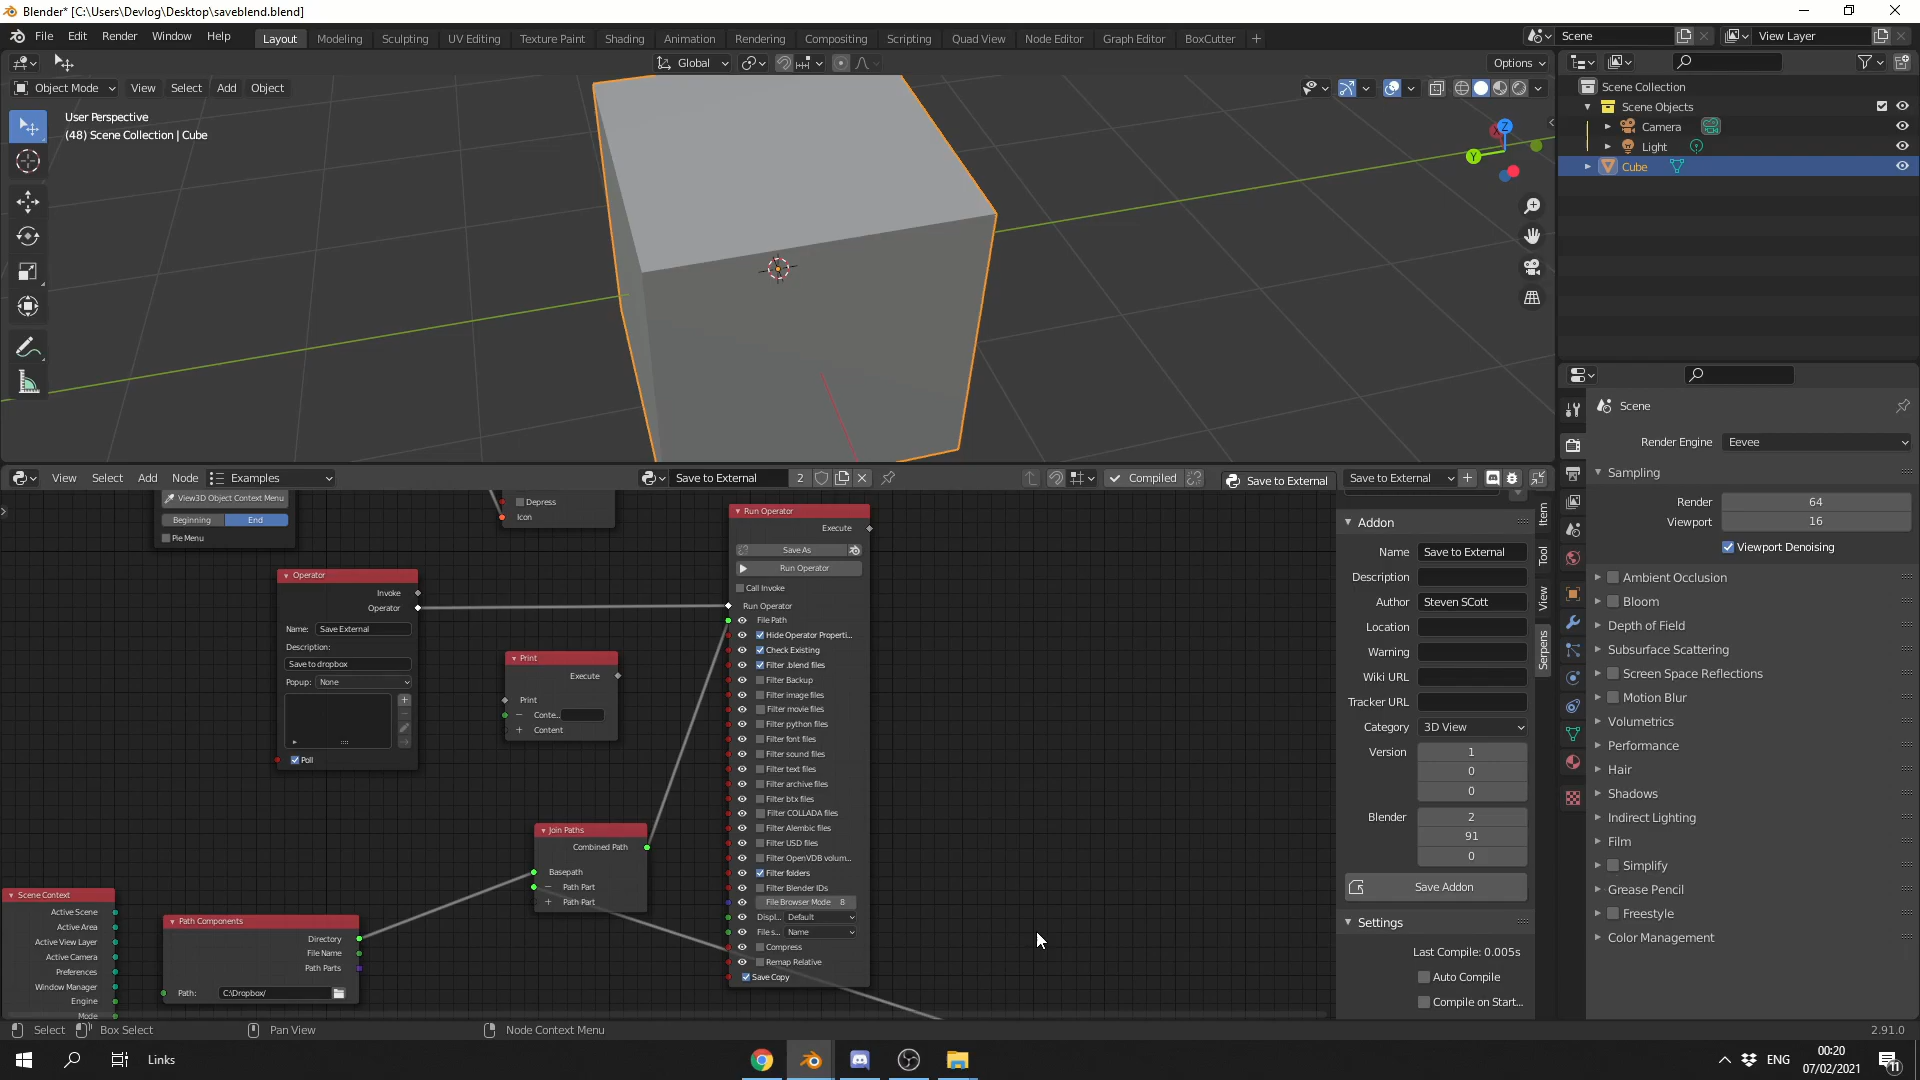 Blender* [C:\Users\Devlog\Desktop\saveblend.blend]
File Edit Render Window Help Layout Modeling Sculpting UV Editing Texture Paint Shading Animation Rendering Compositing Scripting Quad View Node Editor Graph Editor BoxCutter + Scene View Layer
Global Options
Object Mode View Select Add Object
User Perspective
(48) Scene Collection | Cube
Z
X
Y
Scene Collection
Scene Objects
Camera
Light
Cube
View Select Add Node Examples Save to External 2 Compiled Save to External Save to External
View3D Object Context Menu
Beginning End
Pie Menu
Depress
Icon
Operator
Invoke
Operator
Name: Save External
Description:
Save to dropbox
Popup: None
Poll
Print
Execute
Print
Conte...
Content
Join Paths
Combined Path
Basepath
Path Part
Path Part
Scene Context
Active Scene
Active Area
Active View Layer
Active Camera
Preferences
Window Manager
Engine
Mode
Path Components
Directory
File Name
Path Parts
Path: C:\Dropbox/
Run Operator
Execute
Save As
Run Operator
Call Invoke
Run Operator
File Path
Hide Operator Properti...
Check Existing
Filter .blend files
Filter Backup
Filter image files
Filter movie files
Filter python files
Filter font files
Filter sound files
Filter text files
Filter archive files
Filter btx files
Filter COLLADA files
Filter Alembic files
Filter USD files
Filter OpenVDB volum...
Filter folders
Filter Blender IDs
File Browser Mode 8
Displ... Default
File s... Name
Compress
Remap Relative
Save Copy
Addon
Name Save to External
Description
Author Steven SCott
Location
Warning
Wiki URL
Tracker URL
Category 3D View
Version 1
0
0
Blender 2
91
0
Save Addon
Settings
Last Compile: 0.005s
Auto Compile
Compile on Start...
Item
Tool
View
Serpens
Scene
Render Engine Eevee
Sampling
Render 64
Viewport 16
Viewport Denoising
Ambient Occlusion
Bloom
Depth of Field
Subsurface Scattering
Screen Space Reflections
Motion Blur
Volumetrics
Performance
Hair
Shadows
Indirect Lighting
Film
Simplify
Grease Pencil
Freestyle
Color Management
Select Box Select Pan View Node Context Menu 2.91.0
Links ENG 00:20
07/02/2021 11